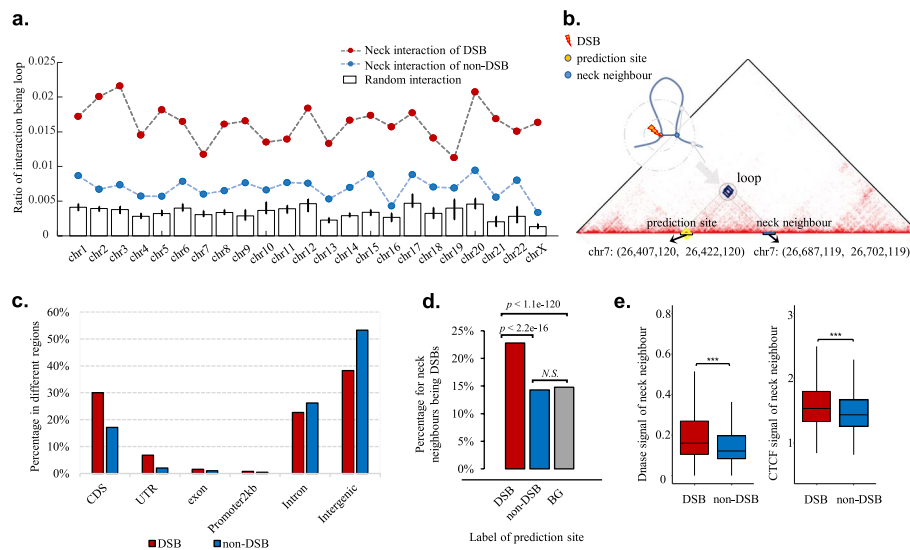 a.
Neck interaction of DSB
Neck interaction of non-DSB
Random interaction
Ratio of interaction being loop
0.025
0.02
0.015
0.01
0.005
0
chr1
chr2
chr3
chr4
chr5
chr6
chr7
chr8
chr9
chr10
chr11
chr12
chr13
chr14
chr15
chr16
chr17
chr18
chr19
chr20
chr21
chr22
chrX
b.
DSB
prediction site
neck neighbour
loop
prediction site
neck neighbour
chr7: (26,407,120, 26,422,120)
chr7: (26,687,119, 26,702,119)
c.
Percentage in different regions
60%
50%
40%
30%
20%
10%
0%
CDS
UTR
exon
Promoter2kb
Intron
Intergenic
DSB
non-DSB
d.
p < 1.1e-120
p < 2.2e-16
N.S.
Percentage for neck
neighbours being DSBs
25%
20%
15%
10%
5%
0%
DSB
non-DSB
BG
Label of prediction site
e.
Dnase signal of neck neighbour
0.8
0.6
0.4
0.2
0
***
DSB
non-DSB
CTCF signal of neck neighbour
3
2
1
***
DSB
non-DSB